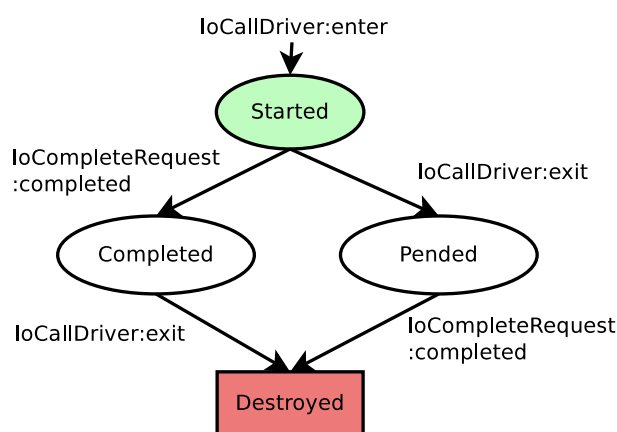 IoCallDriver:enter
Started
IoCompleteRequest
:completed
IoCallDriver:exit
Completed
Pended
IoCallDriver:exit
IoCompleteRequest
:completed
Destroyed